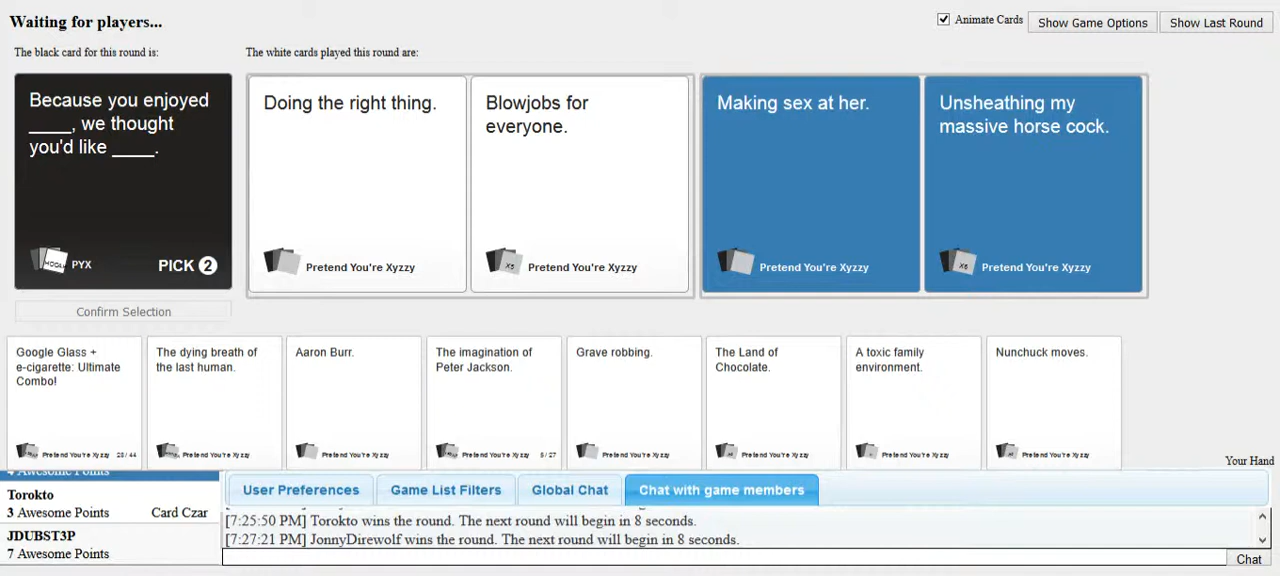 Waiting for players...
Animate Cards
Show Game Options
Show Last Round
The black card for this round is:
The white cards played this round are:
Because you enjoyed
____, we thought
you'd like ____.
PYX
PICK 2
Doing the right thing.
Pretend You're Xyzzy
Blowjobs for
everyone.
X5
Pretend You're Xyzzy
Making sex at her.
Pretend You're Xyzzy
Unsheathing my
massive horse cock.
X6
Pretend You're Xyzzy
Confirm Selection
Google Glass +
e-cigarette: Ultimate
Combo!
Pretend You're Xyzzy
The dying breath of
the last human.
Pretend You're Xyzzy
Aaron Burr.
Pretend You're Xyzzy
The imagination of
Peter Jackson.
Pretend You're Xyzzy 5 / 27
Grave robbing.
Pretend You're Xyzzy
The Land of
Chocolate.
Pretend You're Xyzzy
A toxic family
environment.
Pretend You're Xyzzy
Nunchuck moves.
Pretend You're Xyzzy
Your Hand
4 Awesome Points
Torokto
3 Awesome Points Card Czar
JDUBST3P
7 Awesome Points
User Preferences
Game List Filters
Global Chat
Chat with game members
[7:25:50 PM] Torokto wins the round. The next round will begin in 8 seconds.
[7:27:21 PM] JonnyDirewolf wins the round. The next round will begin in 8 seconds.
Chat